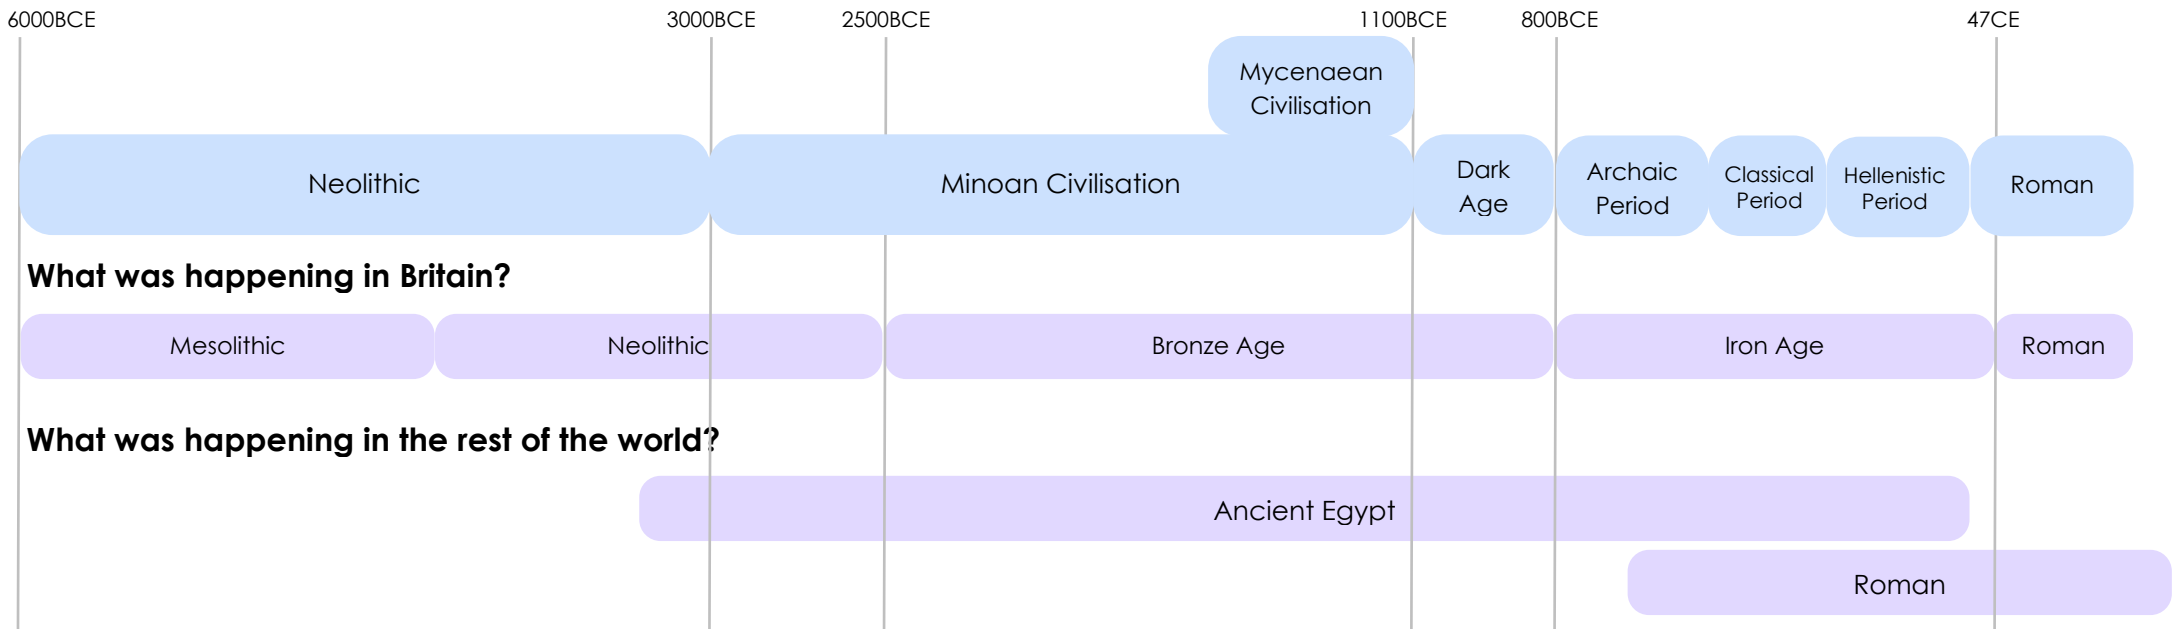 6000BCE 3000BCE 2500BCE 1100BCE 800BCE 47CE
Mycenaean
Civilisation
Neolithic
Minoan Civilisation
Dark
Age
Archaic
Period
Classical
Period
Hellenistic
Period
Roman
What was happening in Britain?
Mesolithic
Neolithic
Bronze Age
Iron Age
Roman
What was happening in the rest of the world?
Ancient Egypt
Roman